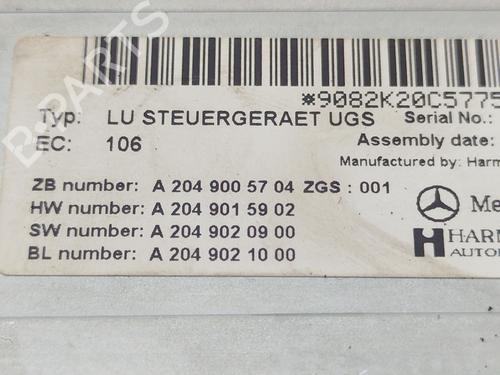 *9082K20C5775
Typ: LU STEUERGERAET UGS Serial No.:
EC: 106 Assembly date:
Manufactured by: Harm
ZB number: A 204 900 57 04 ZGS : 001
HW number: A 204 901 59 02
SW number: A 204 902 09 00
BL number: A 204 902 10 00
Me
HARM
AUTO
B-PARTS